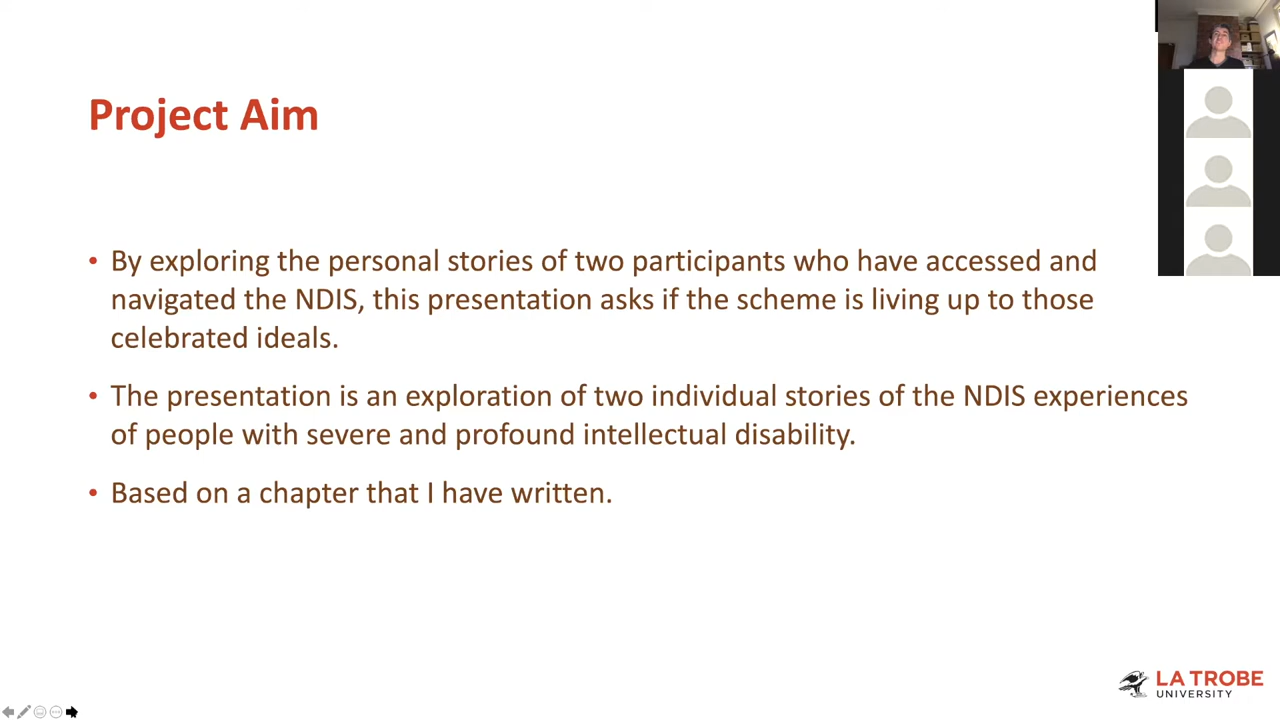 Project Aim
• By exploring the personal stories of two participants who have accessed and
navigated the NDIS, this presentation asks if the scheme is living up to those
celebrated ideals.
• The presentation is an exploration of two individual stories of the NDIS experiences
of people with severe and profound intellectual disability.
• Based on a chapter that I have written.
LA TROBE
UNIVERSITY